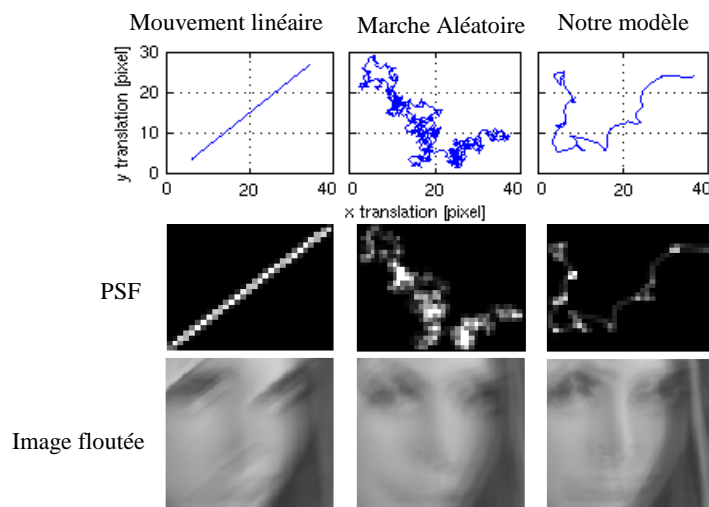 Mouvement linéaire Marche Aléatoire Notre modèle
y translation [pixel]
30
20
10
0
0 20 40 0 20 40 0 20 40
x translation [pixel]
PSF
Image floutée